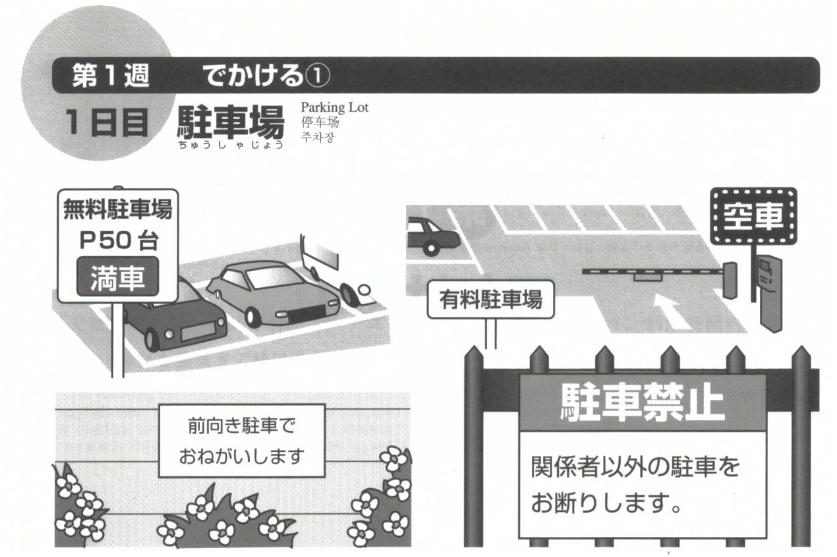 第1週 でかける①
1日目 駐車場
ちゅうしゃじょう
Parking Lot
停车场
주차장
無料駐車場
P50台
満車
空車
有料駐車場
前向き駐車で
おねがいします
駐車禁止
関係者以外の駐車を
お断りします。